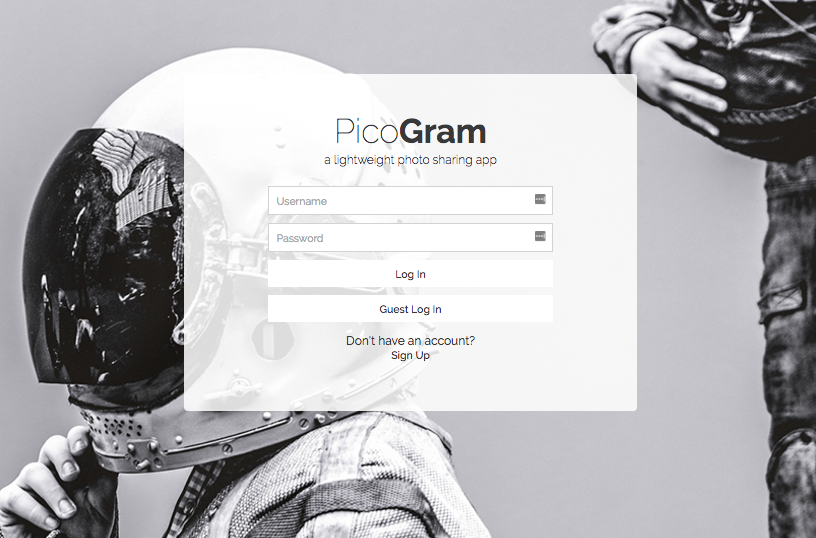 PicoGram
a lightweight photo sharing app
Username
Password
Log In
Guest Log In
Don't have an account?
Sign Up